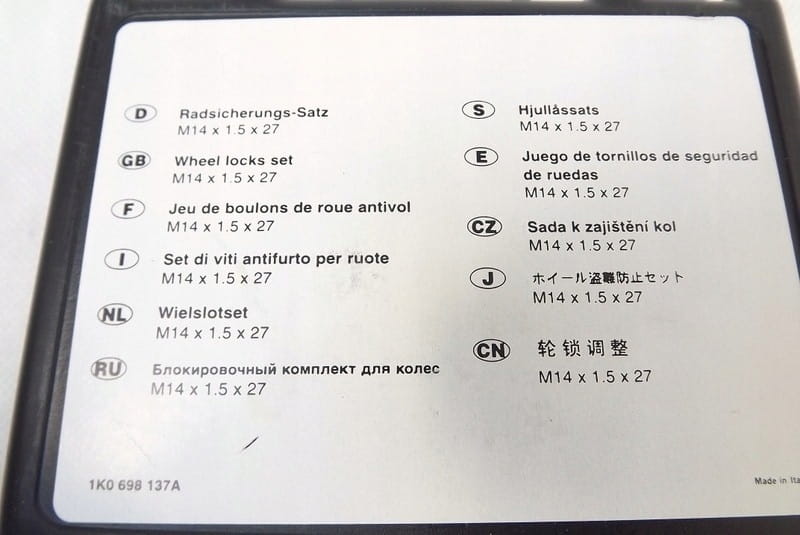 D Radsicherungs-Satz
M14 x 1.5 x 27
GB Wheel locks set
M14 x 1.5 x 27
F Jeu de boulons de roue antivol
M14 x 1.5 x 27
I Set di viti antifurto per ruote
M14 x 1.5 x 27
NL Wielslotset
M14 x 1.5 x 27
RU Блокировочный комплект для колес
M14 x 1.5 x 27
1K0 698 137A
S Hjullåssats
M14 x 1.5 x 27
E Juego de tornillos de seguridad
de ruedas
M14 x 1.5 x 27
CZ Sada k zajištění kol
M14 x 1.5 x 27
J ホイール盗難防止セット
M14 x 1.5 x 27
CN 轮锁调整
M14 x 1.5 x 27
Made in